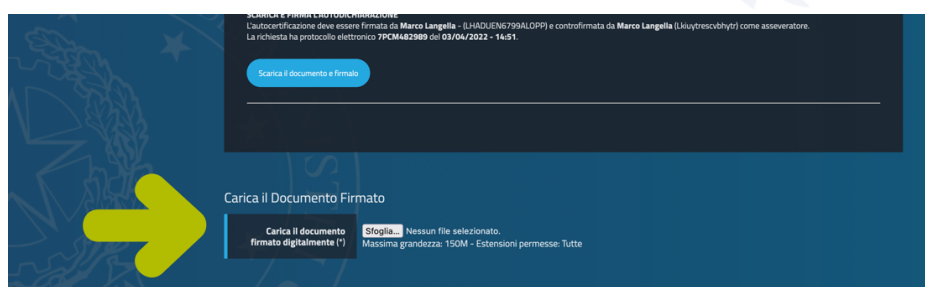 SCARICA E FIRMA L'AUTODICHIARAZIONE
L'autocertificazione deve essere firmata da Marco Langella - (LHADUEN6799ALOPP) e controfirmata da Marco Langella (Lkiuytrescvbhytr) come asseveratore.
La richiesta ha protocollo elettronico 7PCM482989 del 03/04/2022 - 14:51.
Scarica il documento e firmalo
Carica il Documento Firmato
Carica il documento
firmato digitalmente (*)
Sfoglia... Nessun file selezionato.
Massima grandezza: 150M - Estensioni permesse: Tutte